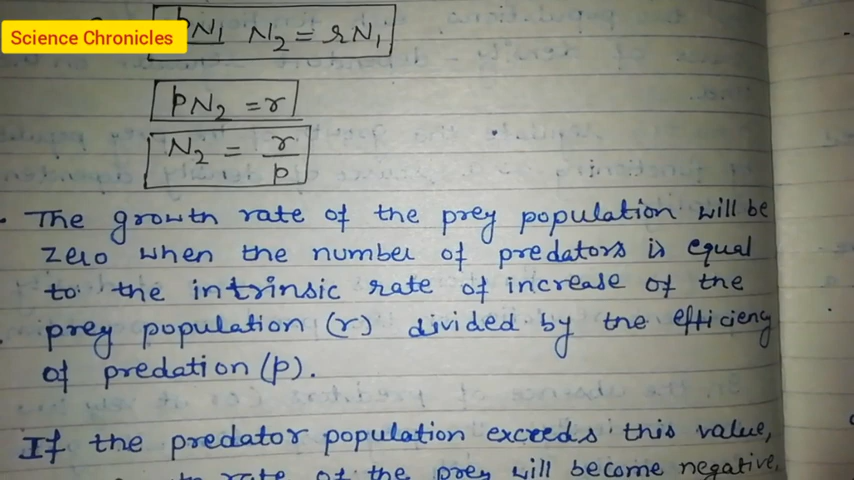 Science Chronicles
pN₁ N₂ = rN₁
pN₂ = r
N₂ = r/p
• The growth rate of the prey population will be
zero when the number of predators is equal
to the intrinsic rate of increase of the
prey population (r) divided by the efficieny
of predation (p).
If the predator population exceeds this value,
rate of the prey will become negative,